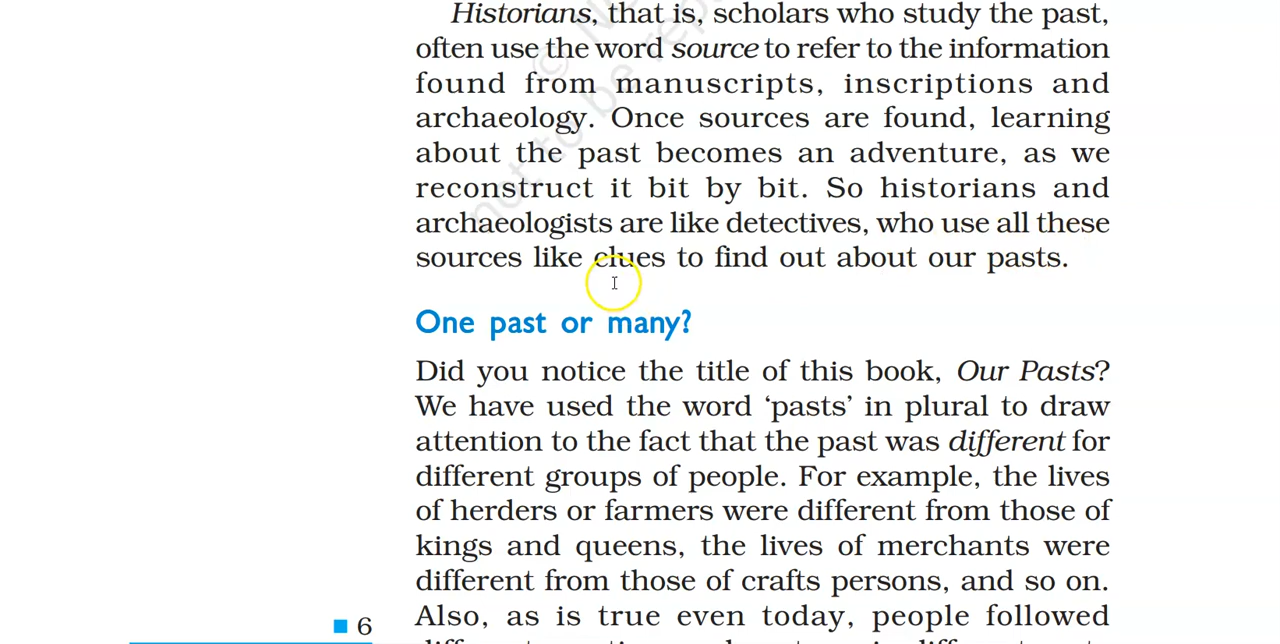 Historians, that is, scholars who study the past,
often use the word source to refer to the information
found from manuscripts, inscriptions and
archaeology. Once sources are found, learning
about the past becomes an adventure, as we
reconstruct it bit by bit. So historians and
archaeologists are like detectives, who use all these
sources like clues to find out about our pasts.
One past or many?
Did you notice the title of this book, Our Pasts?
We have used the word ‘pasts’ in plural to draw
attention to the fact that the past was different for
different groups of people. For example, the lives
of herders or farmers were different from those of
kings and queens, the lives of merchants were
different from those of crafts persons, and so on.
Also, as is true even today, people followed
6
© N
not to be rep